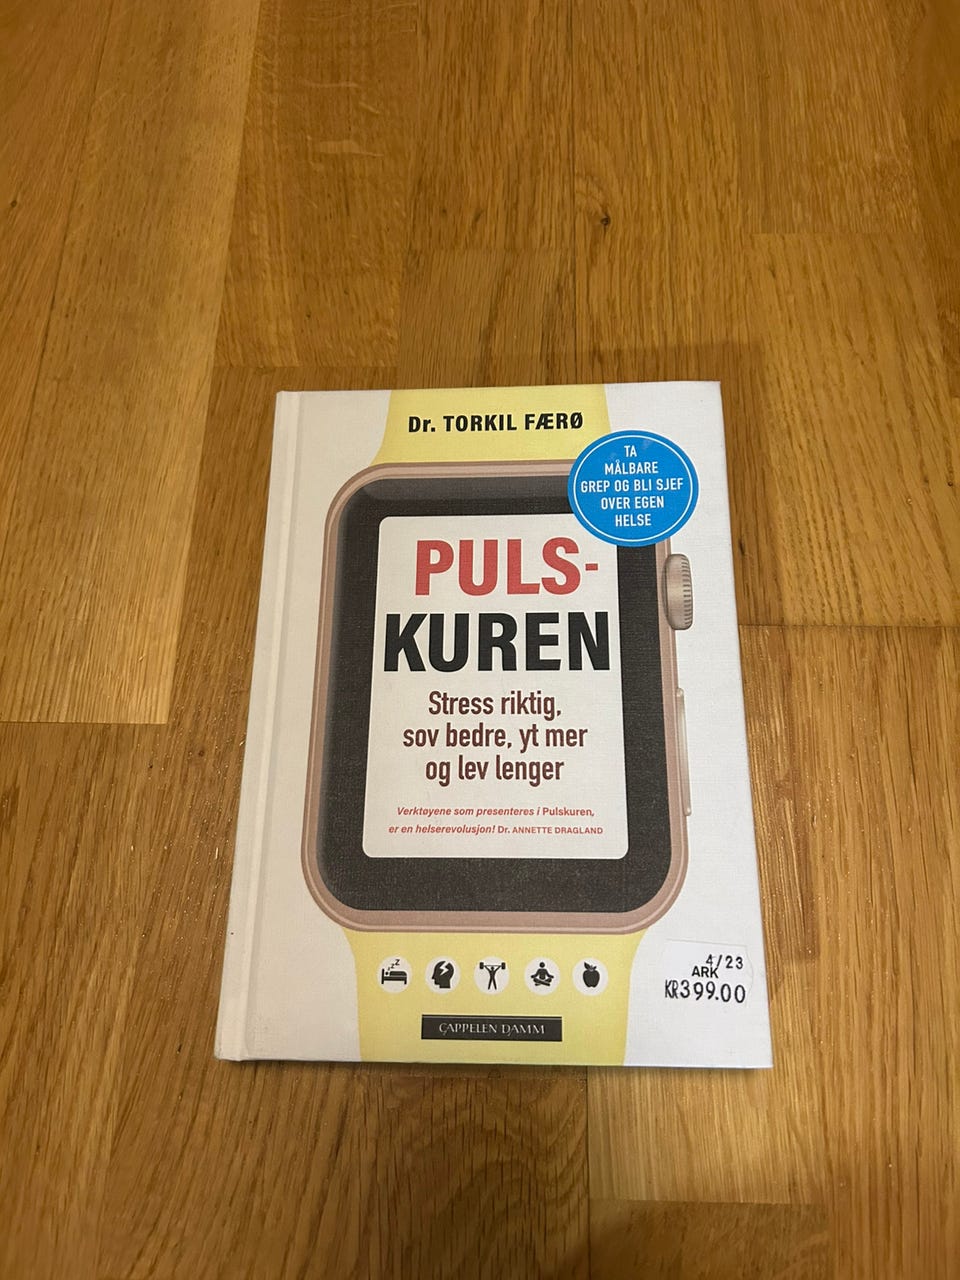 Dr. TORKIL FÆRØ
TA
MÅLBARE
GREP OG BLI SJEF
OVER EGEN
HELSE
PULS-
KUREN
Stress riktig,
sov bedre, yt mer
og lev lenger
Verktøyene som presenteres i Pulskuren,
er en helserevolusjon! Dr. ANNETTE DRAGLAND
zzZ
4/23
ARK
KR399.00
CAPPELEN DAMM